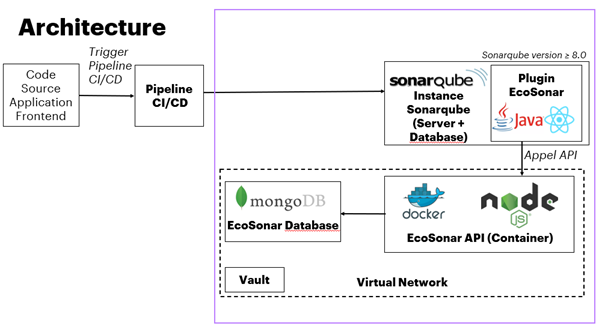 Architecture
Trigger
Pipeline
CI/CD
Code
Source
Application
Frontend
Pipeline
CI/CD
Sonarqube version ≥ 8.0
sonarqube
Instance
Sonarqube
(Server +
Database)
Plugin
EcoSonar
Java
Appel API
mongoDB
EcoSonar Database
docker
node
JS
EcoSonar API (Container)
Vault
Virtual Network